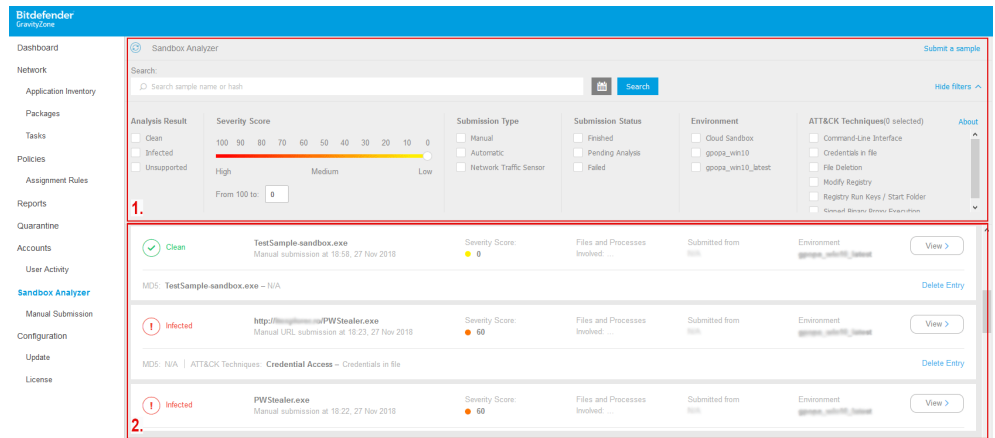 Bitdefender
GravityZone
Dashboard
Network
Application Inventory
Packages
Tasks
Policies
Assignment Rules
Reports
Quarantine
Accounts
User Activity
Sandbox Analyzer
Manual Submission
Configuration
Update
License
Sandbox Analyzer
Submit a sample
Search:
Search sample name or hash
Search
Hide filters
Analysis Result
Clean
Infected
Unsupported
Severity Score
100 90 80 70 60 50 40 30 20 10 0
High Medium Low
From 100 to: 0
Submission Type
Manual
Automatic
Network Traffic Sensor
Submission Status
Finished
Pending Analysis
Failed
Environment
Cloud Sandbox
gpopa_win10
gpopa_win10_latest
ATT&CK Techniques(0 selected) About
Command-Line Interface
Credentials in file
File Deletion
Modify Registry
Registry Run Keys / Start Folder
Signed Binary Proxy Execution
1.
Clean
TestSample-sandbox.exe
Manual submission at 18:58, 27 Nov 2018
Severity Score:
0
Files and Processes
Involved: ...
Submitted from
N/A
Environment
View >
MD5: TestSample-sandbox.exe – N/A
Delete Entry
Infected
http:// /PWStealer.exe
Manual URL submission at 18:23, 27 Nov 2018
Severity Score:
60
Files and Processes
Involved: ...
Submitted from
Environment
View >
MD5: N/A | ATT&CK Techniques: Credential Access – Credentials in file
Delete Entry
Infected
PWStealer.exe
Manual submission at 18:22, 27 Nov 2018
Severity Score:
60
Files and Processes
Involved: ...
Submitted from
Environment
View >
2.